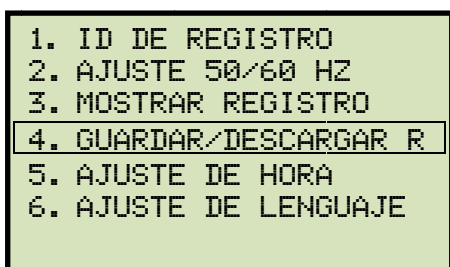 1. ID DE REGISTRO
2. AJUSTE 50/60 HZ
3. MOSTRAR REGISTRO
4. GUARDAR/DESCARGAR R
5. AJUSTE DE HORA
6. AJUSTE DE LENGUAJE